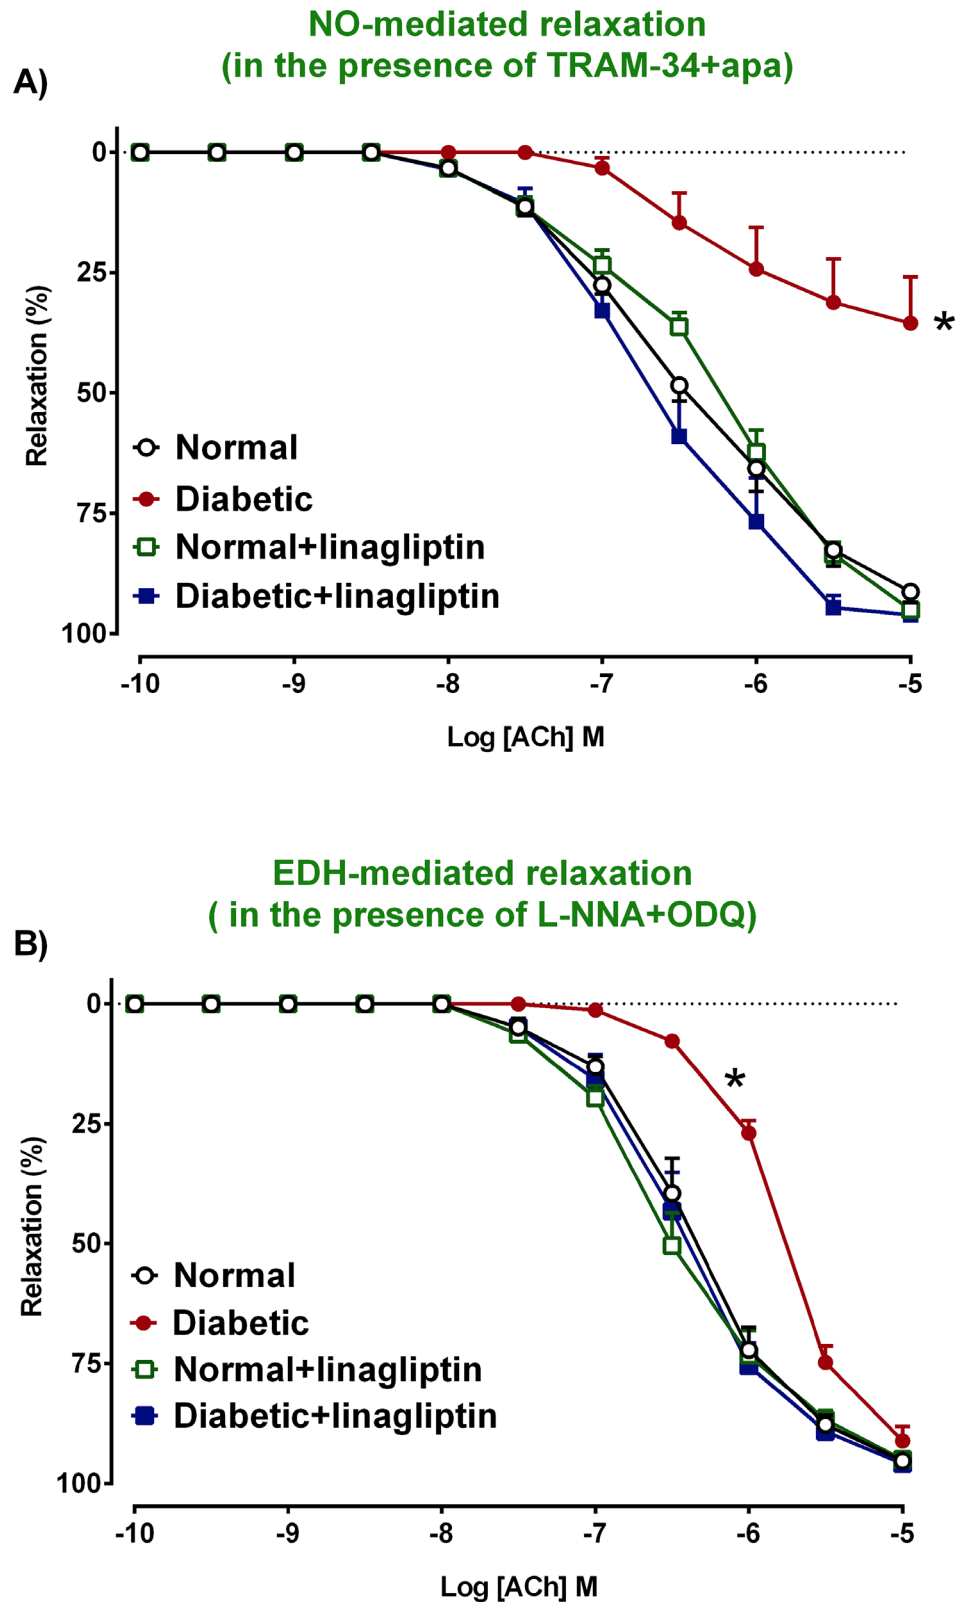 NO-mediated relaxation
(in the presence of TRAM-34+apa)
A)
0
25
50
75
100
Relaxation (%)
Normal
Diabetic
Normal+linagliptin
Diabetic+linagliptin
*
-10 -9 -8 -7 -6 -5
Log [ACh] M
EDH-mediated relaxation
( in the presence of L-NNA+ODQ)
B)
0
25
50
75
100
Relaxation (%)
*
Normal
Diabetic
Normal+linagliptin
Diabetic+linagliptin
-10 -9 -8 -7 -6 -5
Log [ACh] M